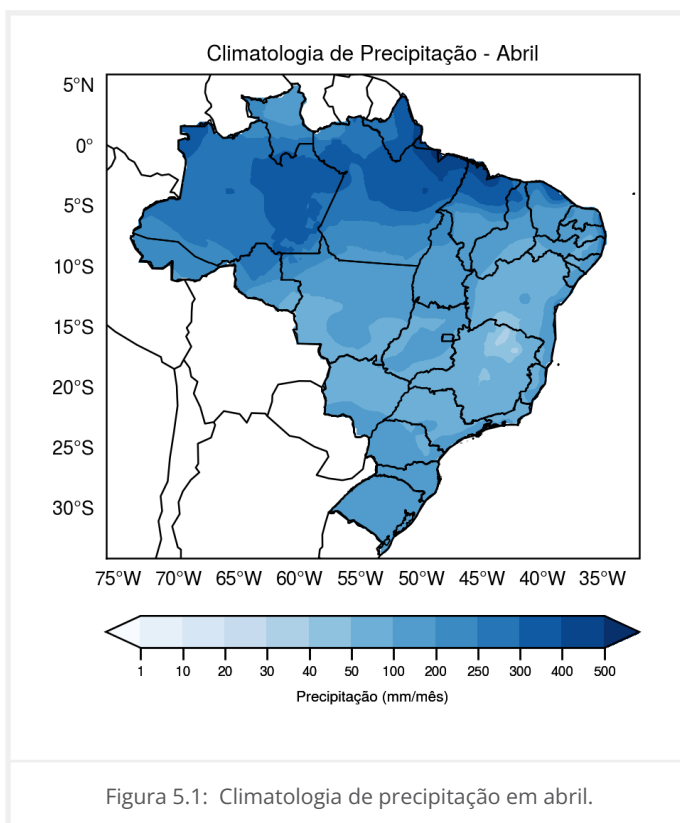 Climatologia de Precipitação - Abril
5°N
0°
5°S
10°S
15°S
20°S
25°S
30°S
75°W 70°W 65°W 60°W 55°W 50°W 45°W 40°W 35°W
1 10 20 30 40 50 100 200 250 300 400 500
Precipitação (mm/mês)
Figura 5.1: Climatologia de precipitação em abril.